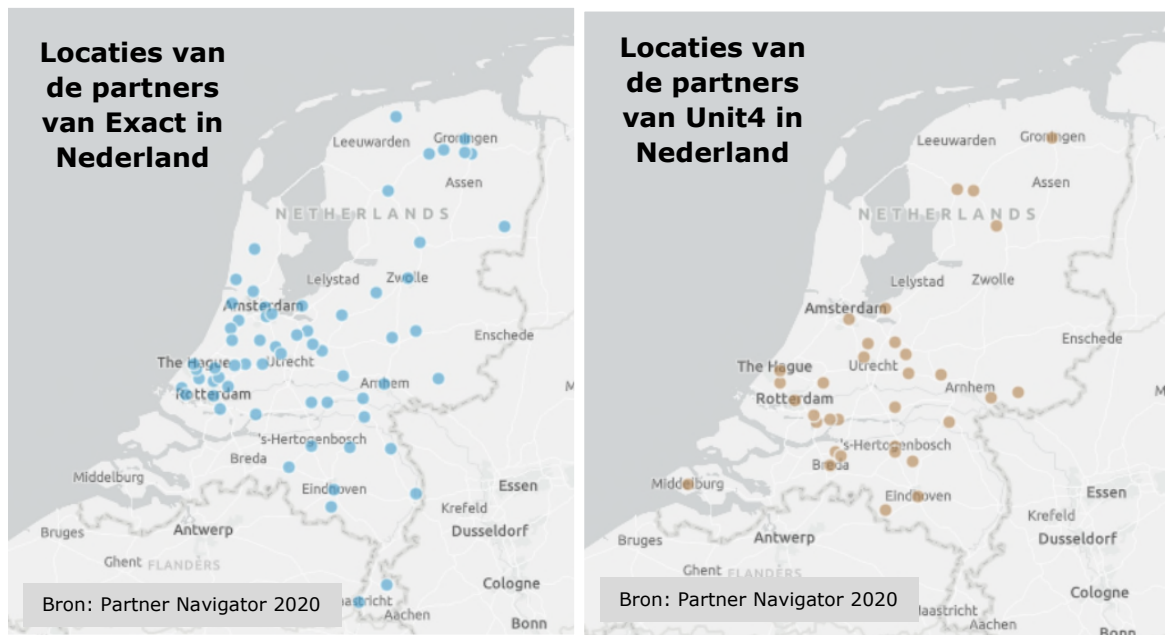 Locaties van
de partners
van Exact in
Nederland
Leeuwarden
Groningen
Assen
NETHERLANDS
Lelystad
Zwolle
Amsterdam
Enschede
The Hague
Utrecht
Rotterdam
Arnhem
's-Hertogenbosch
Breda
Middelburg
Eindhoven
Essen
Krefeld
Bruges
Antwerp
Dusseldorf
Ghent
FLANDERS
Cologne
Bron: Partner Navigator 2020
aastricht
Aachen
Bonn
M
Locaties van
de partners
van Unit4 in
Nederland
Leeuwarden
Groningen
Assen
NETHERLANDS
Lelystad
Zwolle
Amsterdam
Enschede
The Hague
Utrecht
Arnhem
M
Rotterdam
's-Hertogenbosch
Breda
Middelburg
Eindhoven
Essen
Krefeld
Bruges
Antwerp
Dusseldorf
Ghent
FLANDERS
Cologne
Bron: Partner Navigator 2020
aastricht
Aachen
Bonn